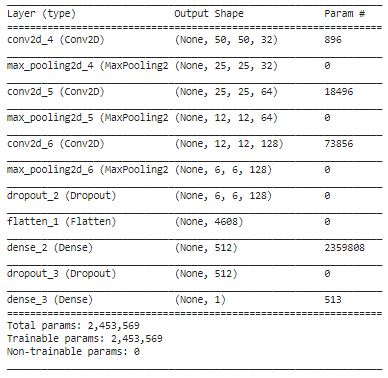 Layer (type) Output Shape Param #
conv2d_4 (Conv2D) (None, 50, 50, 32) 896
max_pooling2d_4 (MaxPooling2 (None, 25, 25, 32) 0
conv2d_5 (Conv2D) (None, 25, 25, 64) 18496
max_pooling2d_5 (MaxPooling2 (None, 12, 12, 64) 0
conv2d_6 (Conv2D) (None, 12, 12, 128) 73856
max_pooling2d_6 (MaxPooling2 (None, 6, 6, 128) 0
dropout_2 (Dropout) (None, 6, 6, 128) 0
flatten_1 (Flatten) (None, 4608) 0
dense_2 (Dense) (None, 512) 2359808
dropout_3 (Dropout) (None, 512) 0
dense_3 (Dense) (None, 1) 513
Total params: 2,453,569
Trainable params: 2,453,569
Non-trainable params: 0